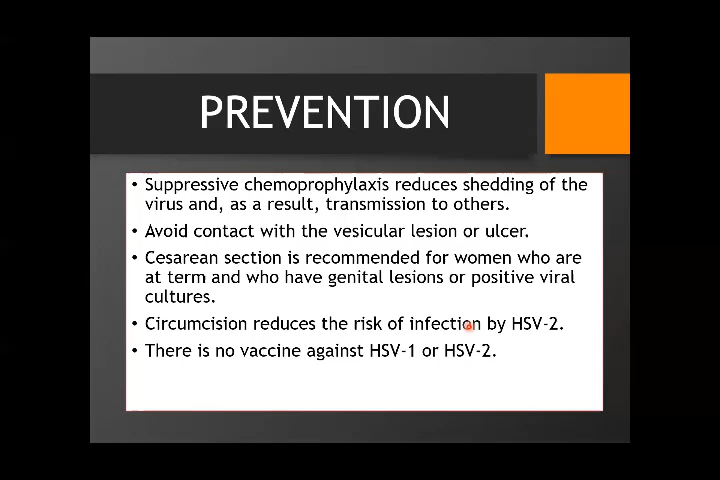 PREVENTION
• Suppressive chemoprophylaxis reduces shedding of the
virus and, as a result, transmission to others.
• Avoid contact with the vesicular lesion or ulcer.
• Cesarean section is recommended for women who are
at term and who have genital lesions or positive viral
cultures.
• Circumcision reduces the risk of infection by HSV-2.
• There is no vaccine against HSV-1 or HSV-2.